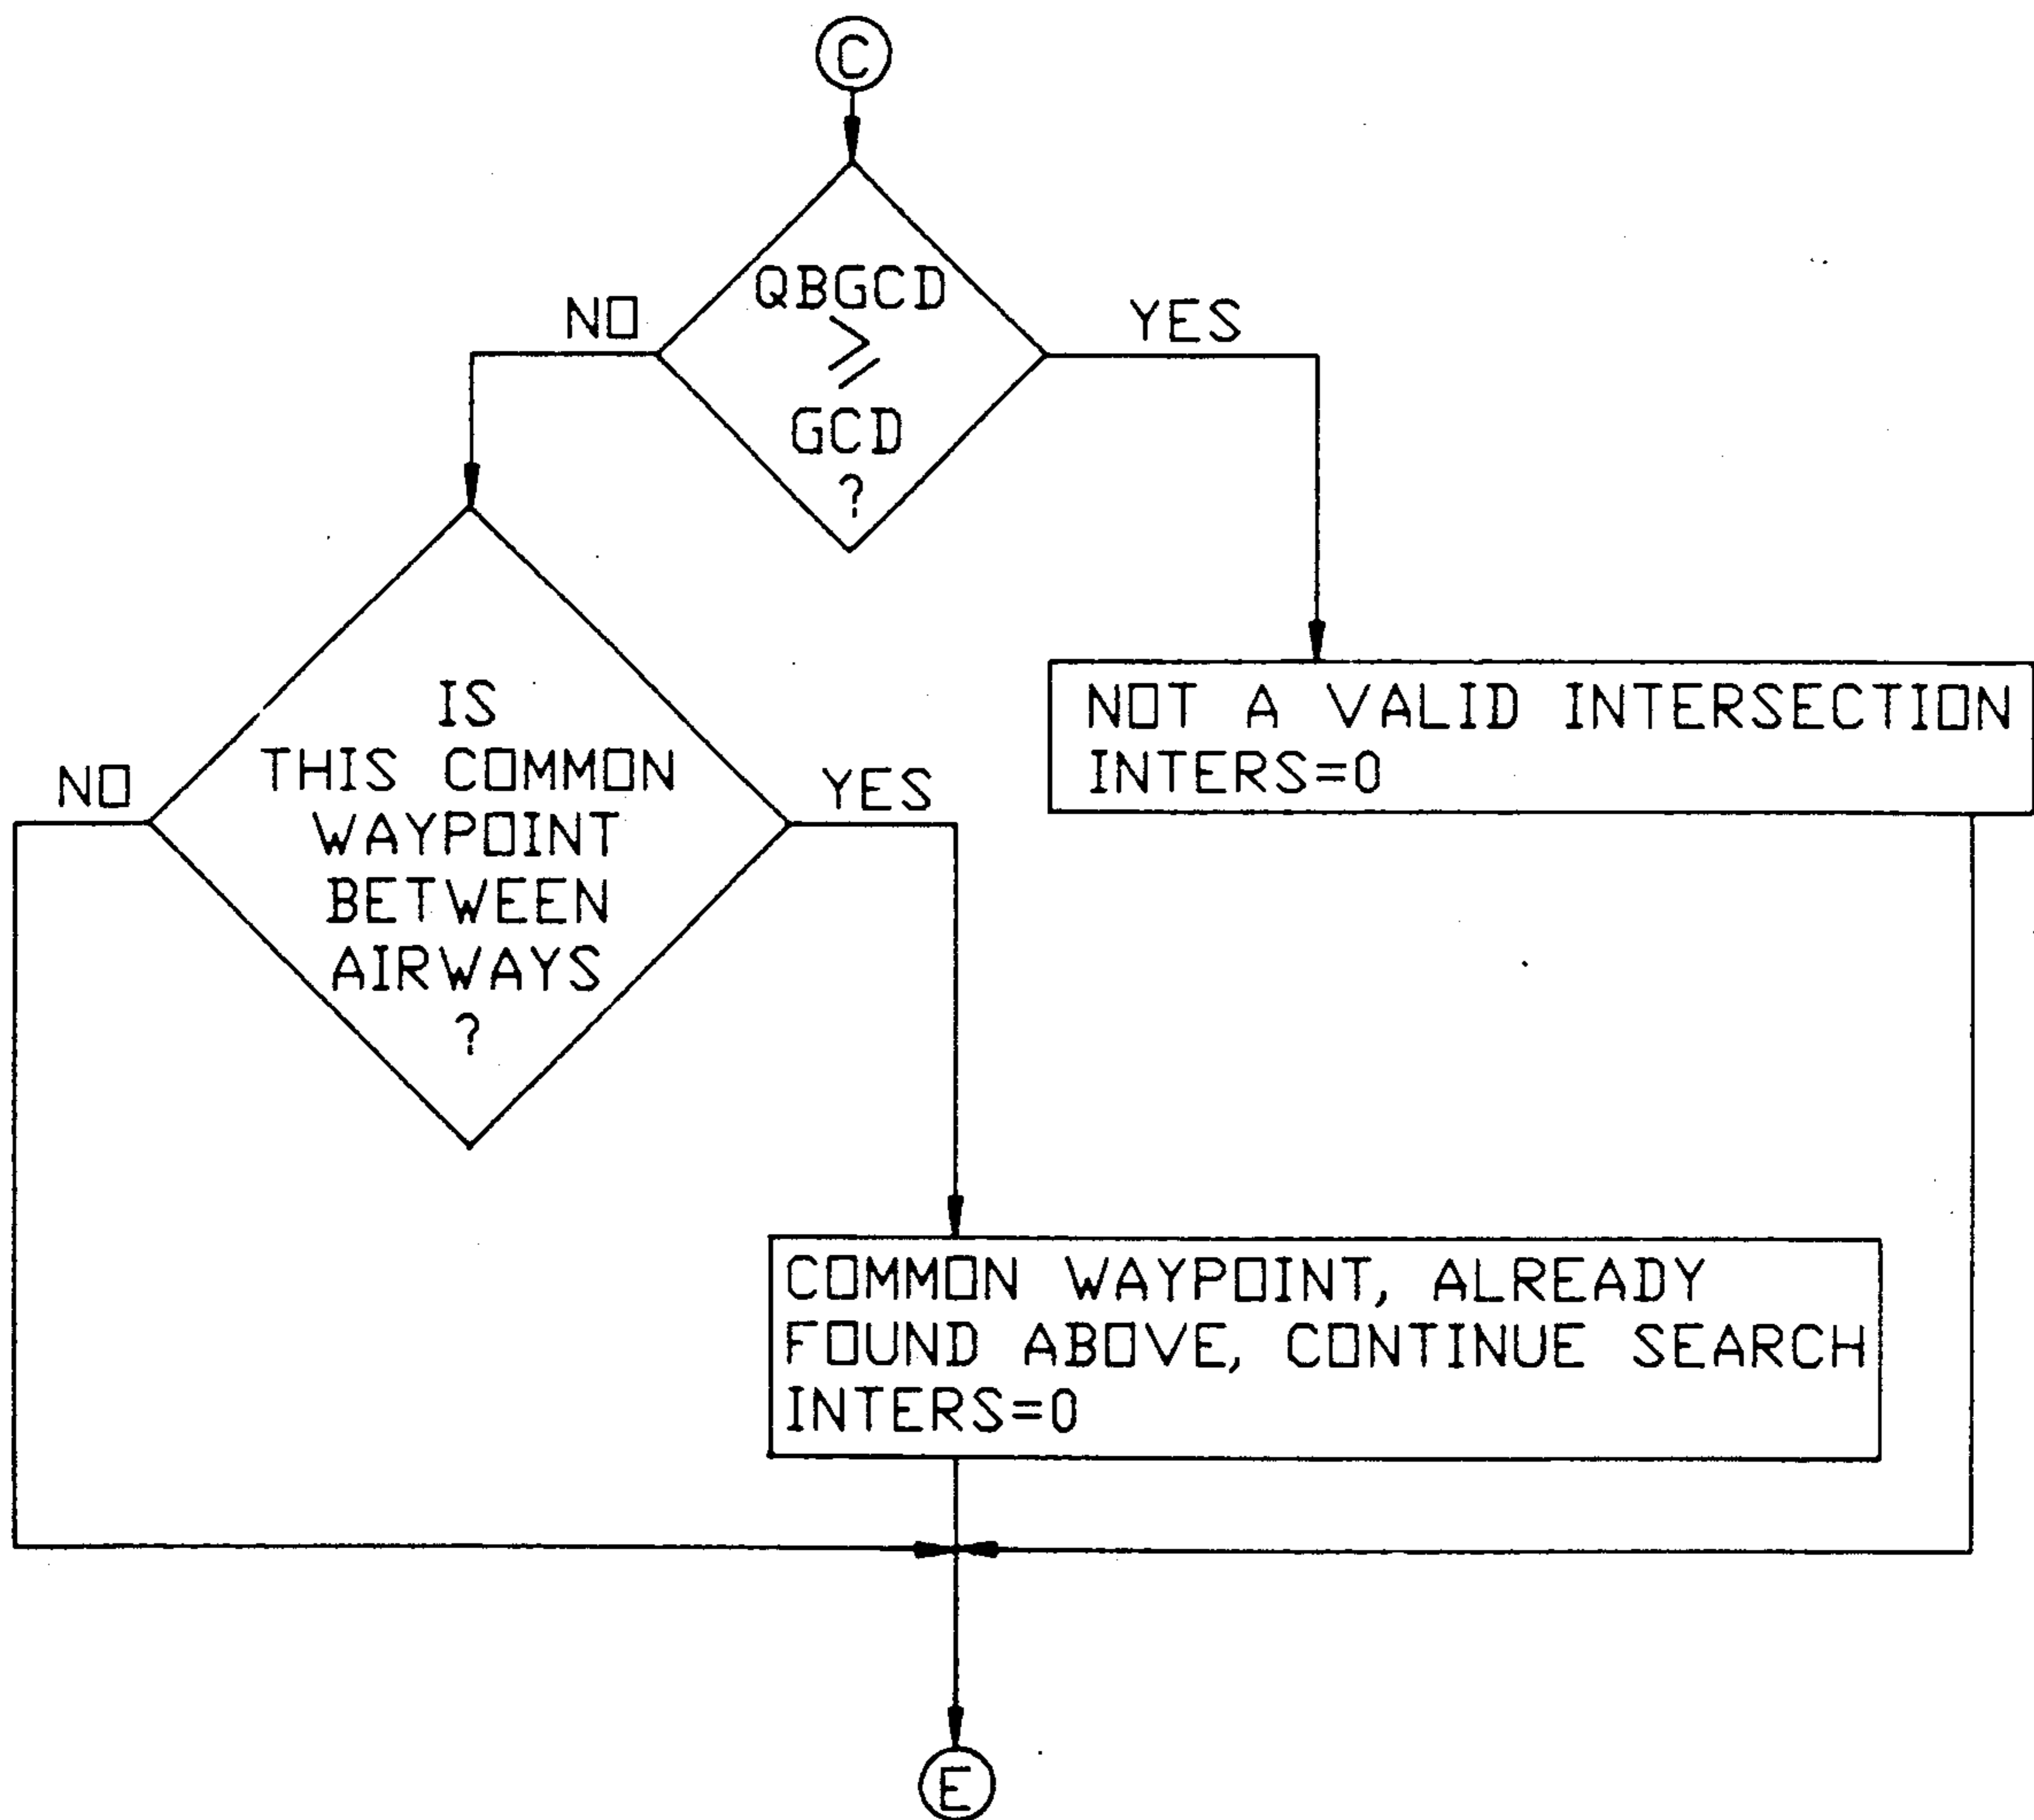 C
QBGCD
⩾
GCD
?
NO
YES
IS
THIS COMMON
WAYPOINT
BETWEEN
AIRWAYS
?
NO
YES
NOT A VALID INTERSECTION
INTERS=0
COMMON WAYPOINT, ALREADY
FOUND ABOVE, CONTINUE SEARCH
INTERS=0
E